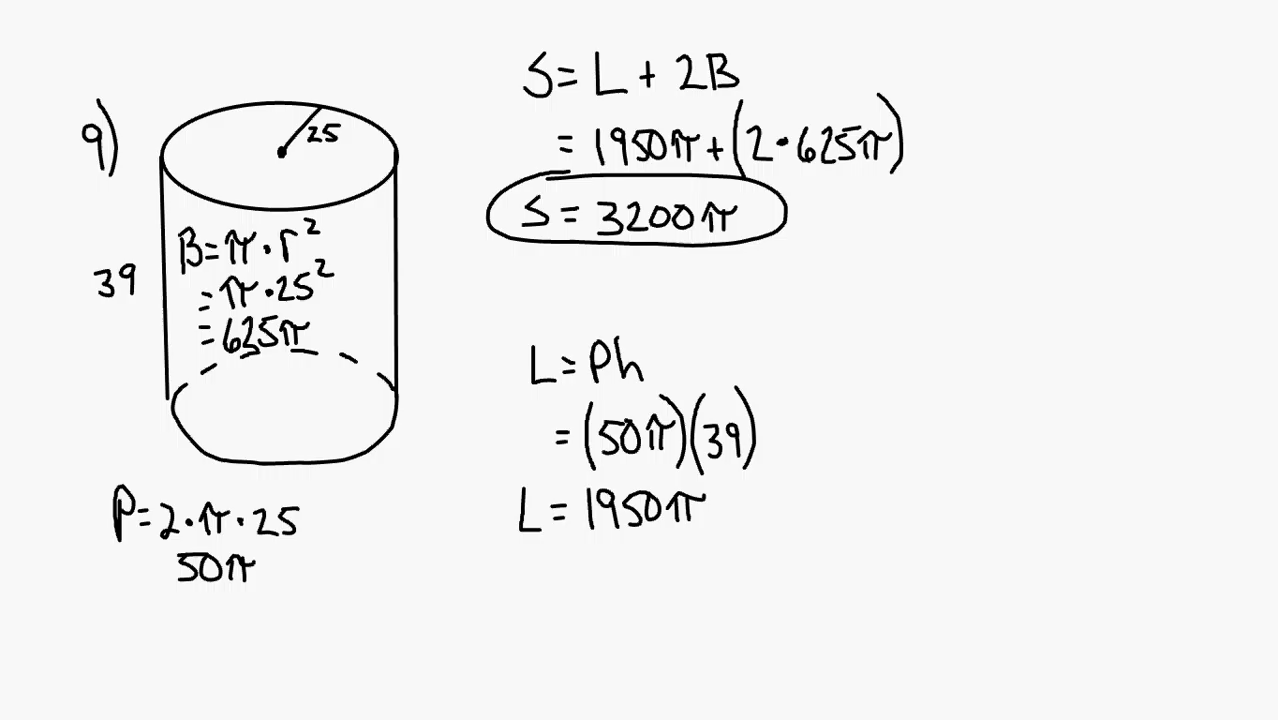 9)
25
39
B = π · r²
= π · 25²
= 625π
P = 2 · π · 25
50π
S = L + 2B
= 1950π + (2 · 625π)
S = 3200π
L = Ph
= (50π)(39)
L = 1950π